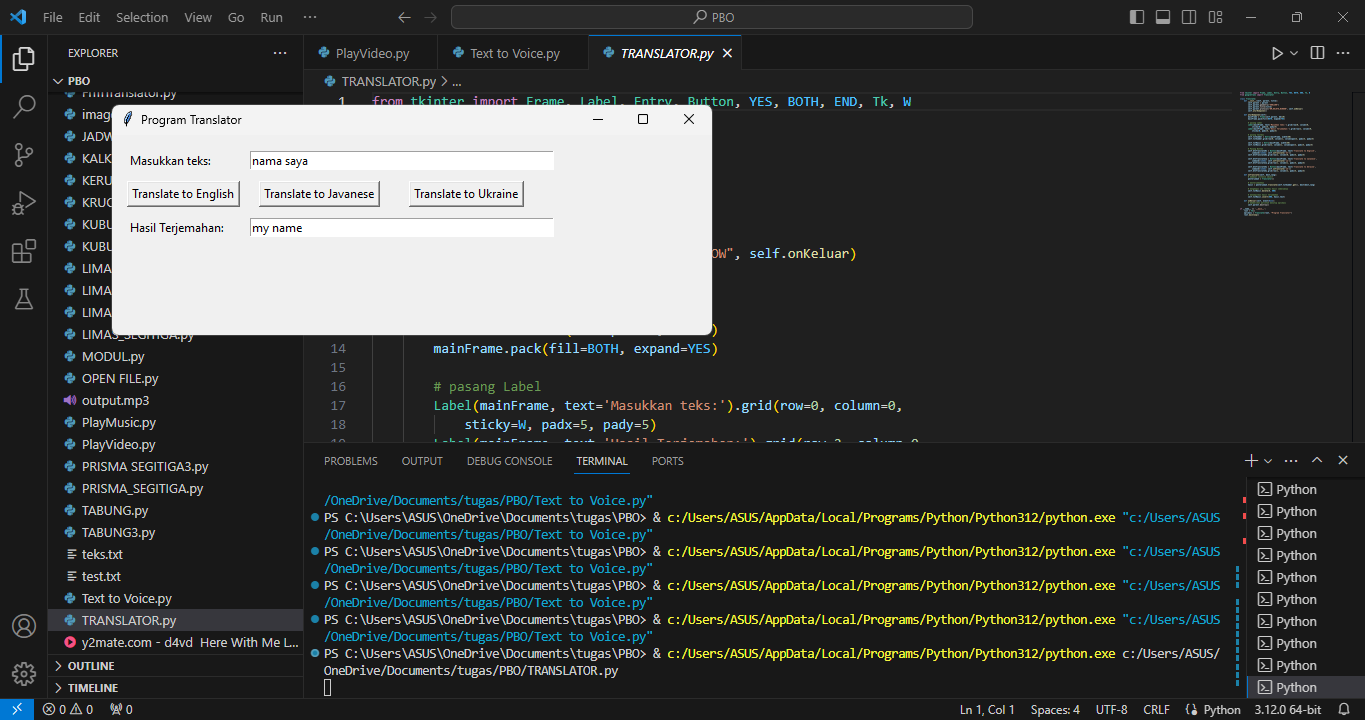 File Edit Selection View Go Run ···
PBO
EXPLORER ···
PlayVideo.py
Text to Voice.py
TRANSLATOR.py
PBO
TRANSLATOR.py > ...
1 from tkinter import Frame, Label, Entry, Button, YES, BOTH, END, Tk, W
Program Translator
Masukkan teks: nama saya
Translate to English Translate to Javanese Translate to Ukraine
Hasil Terjemahan: my name
OW", self.onKeluar)
)
14 mainFrame.pack(fill=BOTH, expand=YES)
15
16 # pasang Label
17 Label(mainFrame, text='Masukkan teks:').grid(row=0, column=0,
18 sticky=W, padx=5, pady=5)
imag
JADW
KALK
KERU
KRUG
KUBU
KUBU
LIMA
LIMA
LIMA
LIMAS_SEGITIGA.py
MODUL.py
OPEN FILE.py
output.mp3
PlayMusic.py
PlayVideo.py
PRISMA SEGITIGA3.py
PRISMA_SEGITIGA.py
TABUNG.py
TABUNG3.py
teks.txt
test.txt
Text to Voice.py
TRANSLATOR.py
y2mate.com - d4vd Here With Me L...
OUTLINE
TIMELINE
PROBLEMS OUTPUT DEBUG CONSOLE TERMINAL PORTS
/OneDrive/Documents/tugas/PBO/Text to Voice.py"
PS C:\Users\ASUS\OneDrive\Documents\tugas\PBO> & c:/Users/ASUS/AppData/Local/Programs/Python/Python312/python.exe "c:/Users/ASUS
/OneDrive/Documents/tugas/PBO/Text to Voice.py"
PS C:\Users\ASUS\OneDrive\Documents\tugas\PBO> & c:/Users/ASUS/AppData/Local/Programs/Python/Python312/python.exe "c:/Users/ASUS
/OneDrive/Documents/tugas/PBO/Text to Voice.py"
PS C:\Users\ASUS\OneDrive\Documents\tugas\PBO> & c:/Users/ASUS/AppData/Local/Programs/Python/Python312/python.exe "c:/Users/ASUS
/OneDrive/Documents/tugas/PBO/Text to Voice.py"
PS C:\Users\ASUS\OneDrive\Documents\tugas\PBO> & c:/Users/ASUS/AppData/Local/Programs/Python/Python312/python.exe "c:/Users/ASUS
/OneDrive/Documents/tugas/PBO/Text to Voice.py"
PS C:\Users\ASUS\OneDrive\Documents\tugas\PBO> & c:/Users/ASUS/AppData/Local/Programs/Python/Python312/python.exe c:/Users/ASUS/
OneDrive/Documents/tugas/PBO/TRANSLATOR.py
Python
Python
Python
Python
Python
Python
Python
Python
Python
Python
0 0 0
Ln 1, Col 1 Spaces: 4 UTF-8 CRLF Python 3.12.0 64-bit